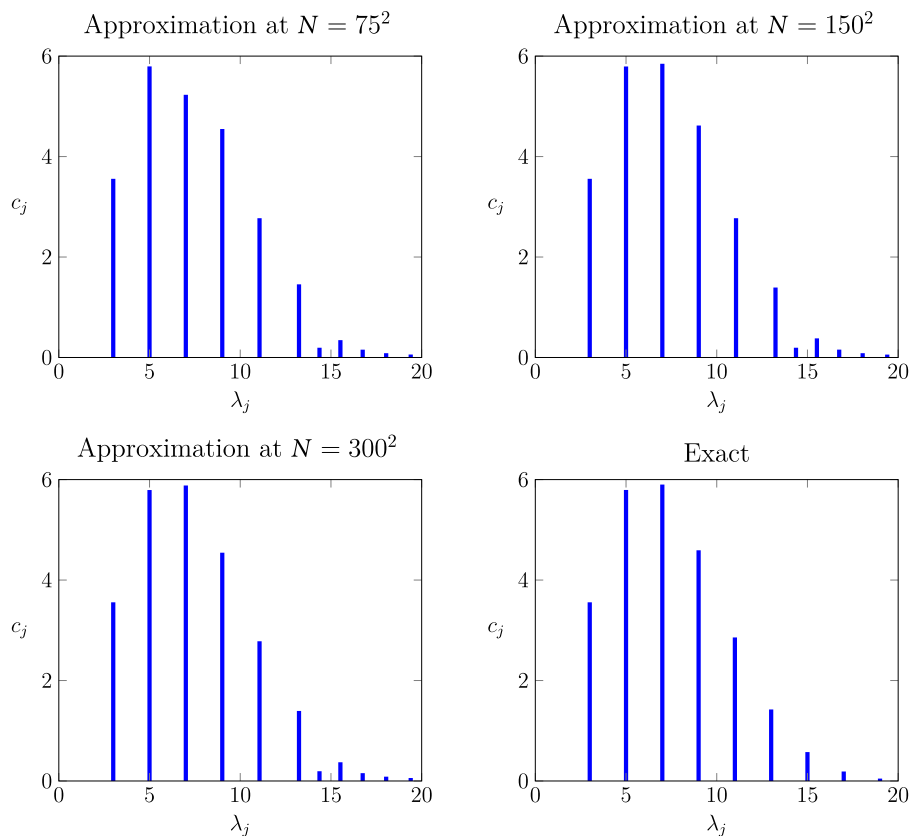 Approximation at N = 75²
6
4
2
0
c_j
0 5 10 15 20
λ_j
Approximation at N = 150²
6
4
2
0
c_j
0 5 10 15 20
λ_j
Approximation at N = 300²
6
4
2
0
c_j
0 5 10 15 20
λ_j
Exact
6
4
2
0
c_j
0 5 10 15 20
λ_j